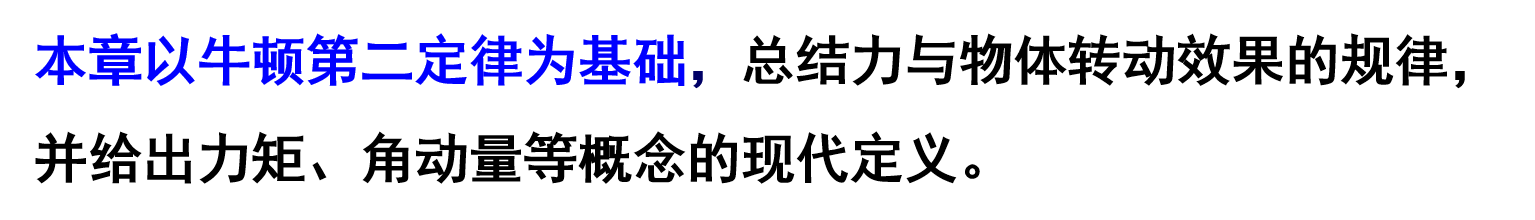 本章以牛顿第二定律为基础，总结力与物体转动效果的规律，
并给出力矩、角动量等概念的现代定义。